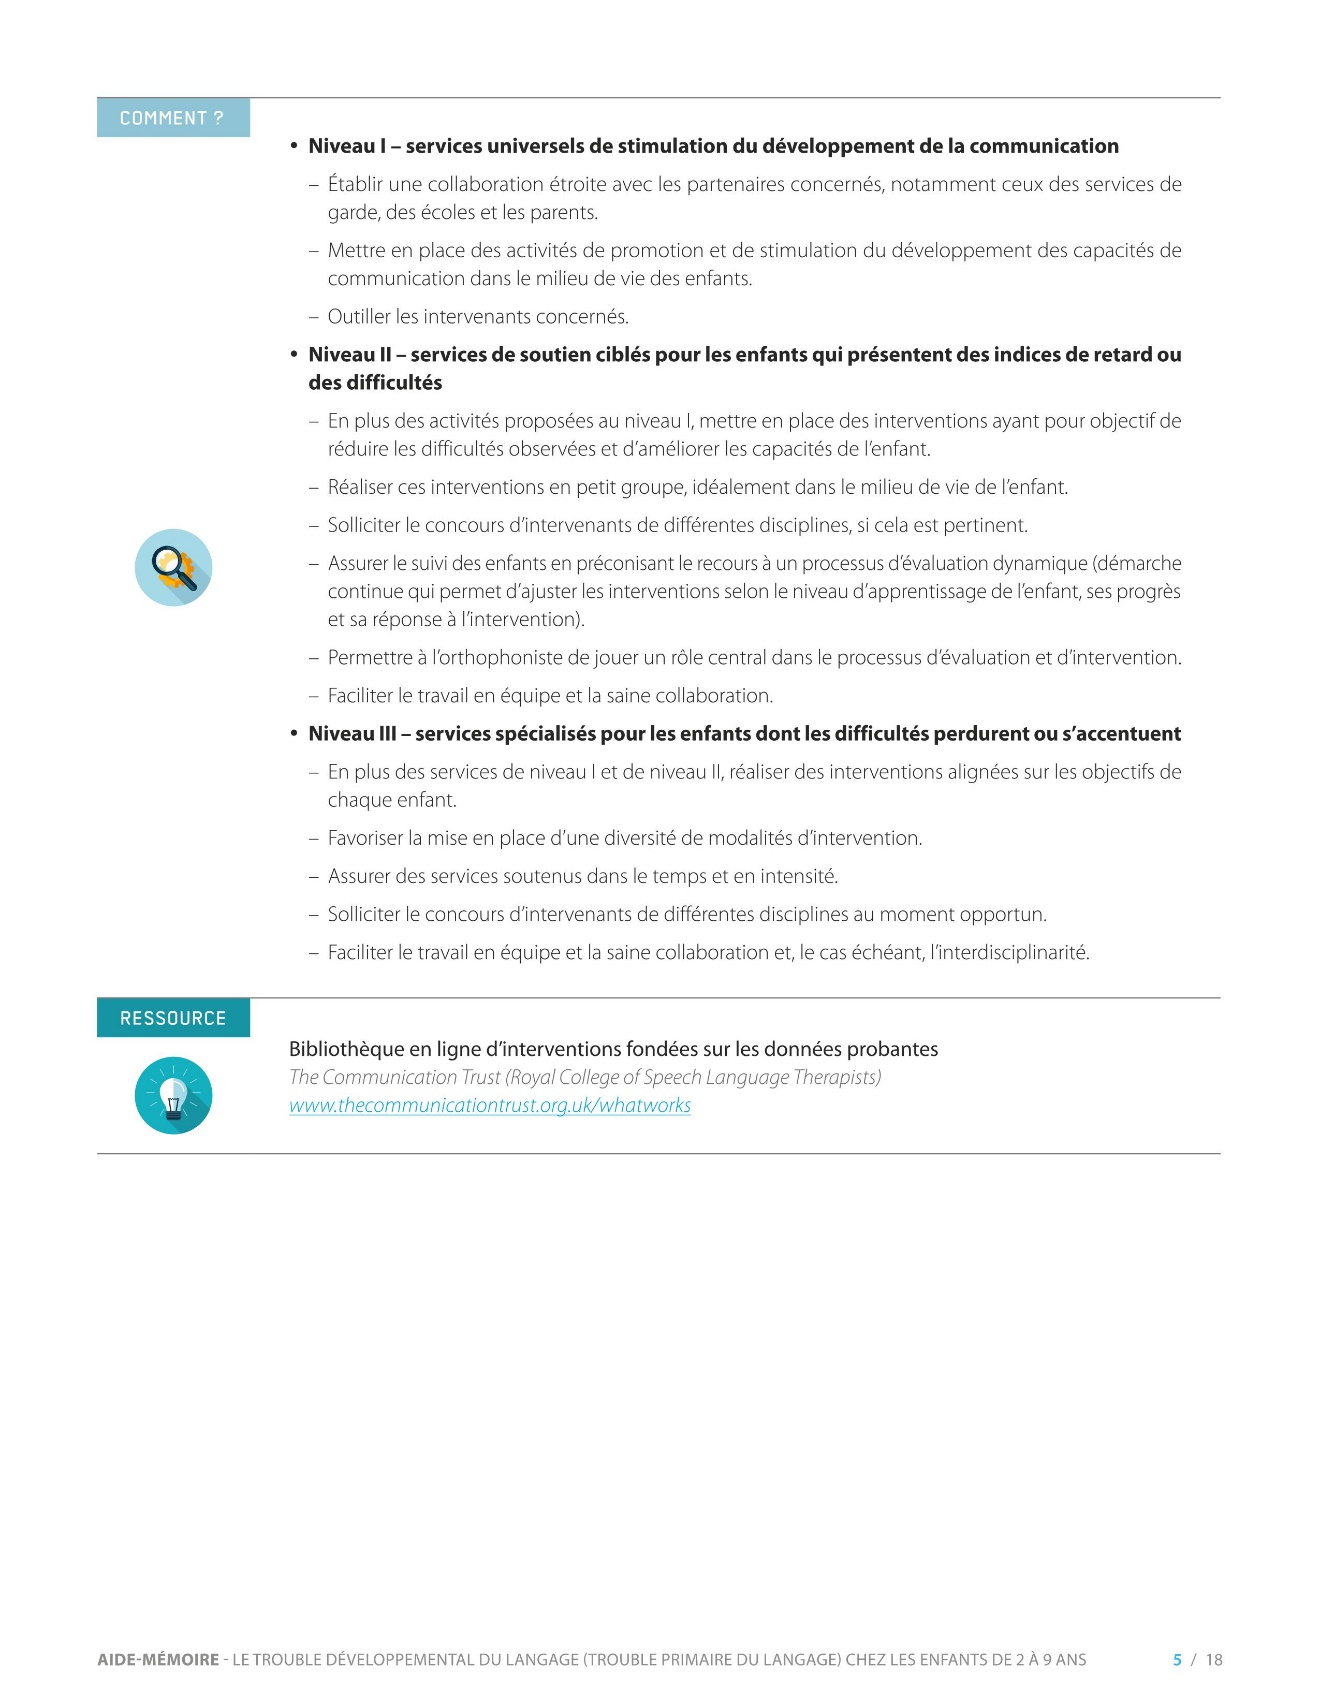 COMMENT ?
• Niveau I – services universels de stimulation du développement de la communication
– Établir une collaboration étroite avec les partenaires concernés, notamment ceux des services de
garde, des écoles et les parents.
– Mettre en place des activités de promotion et de stimulation du développement des capacités de
communication dans le milieu de vie des enfants.
– Outiller les intervenants concernés.
• Niveau II – services de soutien ciblés pour les enfants qui présentent des indices de retard ou
des difficultés
– En plus des activités proposées au niveau I, mettre en place des interventions ayant pour objectif de
réduire les difficultés observées et d’améliorer les capacités de l’enfant.
– Réaliser ces interventions en petit groupe, idéalement dans le milieu de vie de l’enfant.
– Solliciter le concours d’intervenants de différentes disciplines, si cela est pertinent.
– Assurer le suivi des enfants en préconisant le recours à un processus d’évaluation dynamique (démarche
continue qui permet d’ajuster les interventions selon le niveau d’apprentissage de l’enfant, ses progrès
et sa réponse à l’intervention).
– Permettre à l’orthophoniste de jouer un rôle central dans le processus d’évaluation et d’intervention.
– Faciliter le travail en équipe et la saine collaboration.
• Niveau III – services spécialisés pour les enfants dont les difficultés perdurent ou s’accentuent
– En plus des services de niveau I et de niveau II, réaliser des interventions alignées sur les objectifs de
chaque enfant.
– Favoriser la mise en place d’une diversité de modalités d’intervention.
– Assurer des services soutenus dans le temps et en intensité.
– Solliciter le concours d’intervenants de différentes disciplines au moment opportun.
– Faciliter le travail en équipe et la saine collaboration et, le cas échéant, l’interdisciplinarité.
RESSOURCE
Bibliothèque en ligne d’interventions fondées sur les données probantes
The Communication Trust (Royal College of Speech Language Therapists)
www.thecommunicationtrust.org.uk/whatworks
AIDE-MÉMOIRE - LE TROUBLE DÉVELOPPEMENTAL DU LANGAGE (TROUBLE PRIMAIRE DU LANGAGE) CHEZ LES ENFANTS DE 2 À 9 ANS 5 / 18